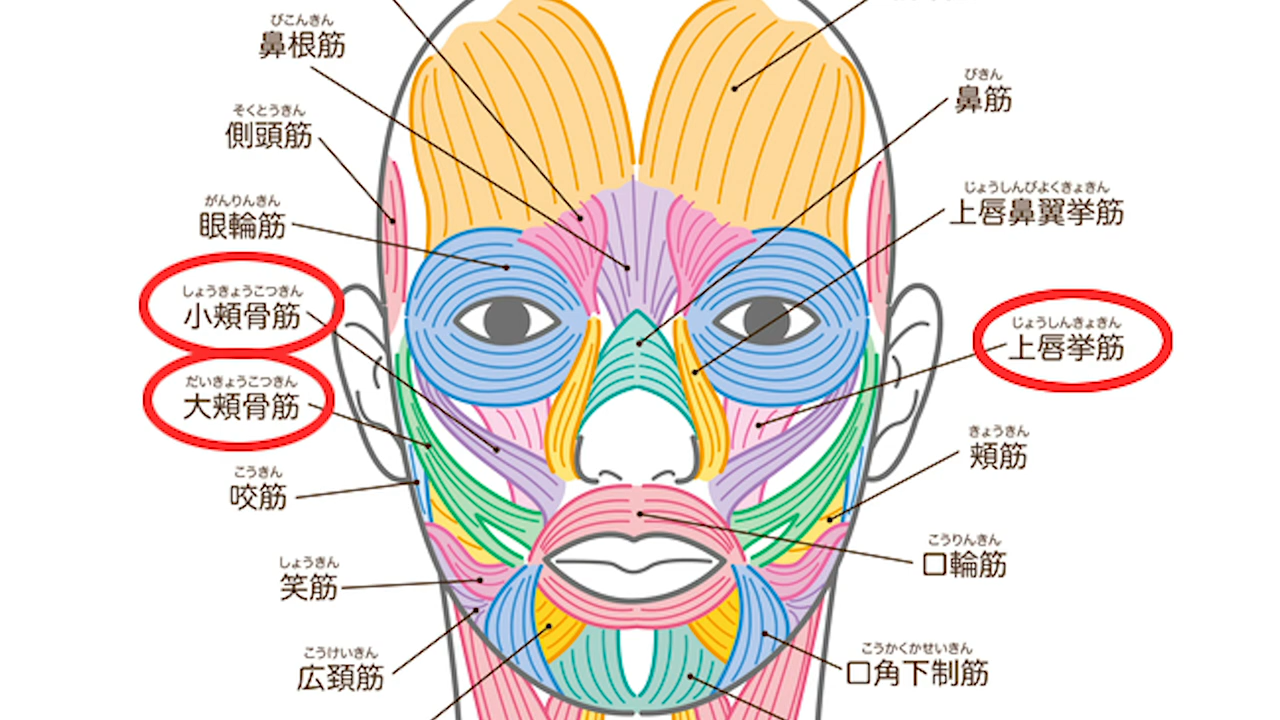 びこんきん
鼻根筋
そくとうきん
側頭筋
がんりんきん
眼輪筋
しょうきょうこつきん
小頬骨筋
だいきょうこつきん
大頬骨筋
こうきん
咬筋
しょうきん
笑筋
こうけいきん
広頚筋
びきん
鼻筋
じょうしんびよくきょきん
上唇鼻翼挙筋
じょうしんきょきん
上唇挙筋
きょうきん
頬筋
こうりんきん
口輪筋
こうかくかせいきん
口角下制筋